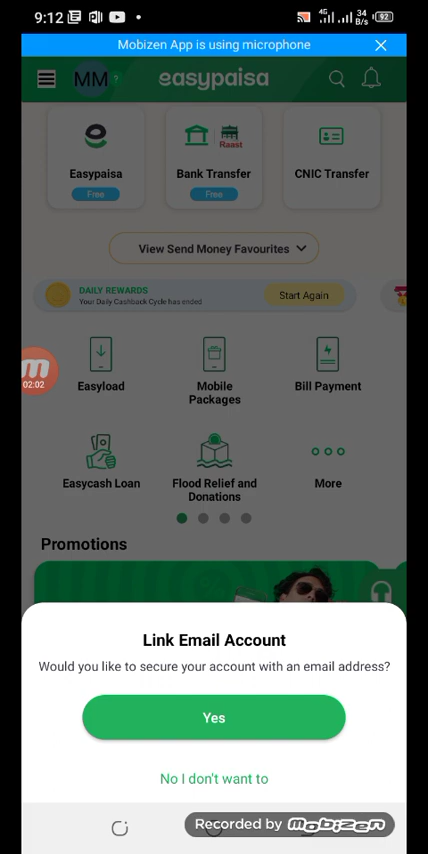 9:12
4G
34
B/s
92
Mobizen App is using microphone
MM
?
easypaisa
Easypaisa
Free
Raast
Bank Transfer
Free
CNIC Transfer
View Send Money Favourites
DAILY REWARDS
Your Daily Cashback Cycle has ended
Start Again
02:02
Easyload
Mobile
Packages
Bill Payment
Easycash Loan
Flood Relief and
Donations
More
Promotions
Link Email Account
Would you like to secure your account with an email address?
Yes
No I don't want to
Recorded by Mobizen